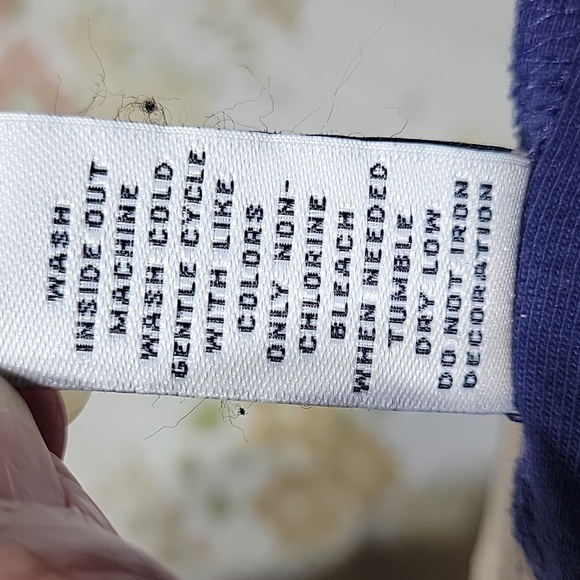 WASH
INSIDE OUT
MACHINE
WASH COLD
GENTLE CYCLE
WITH LIKE
COLORS
ONLY NON-
CHLORINE
BLEACH
WHEN NEEDED
TUMBLE
DRY LOW
DO NOT IRON
DECORATION